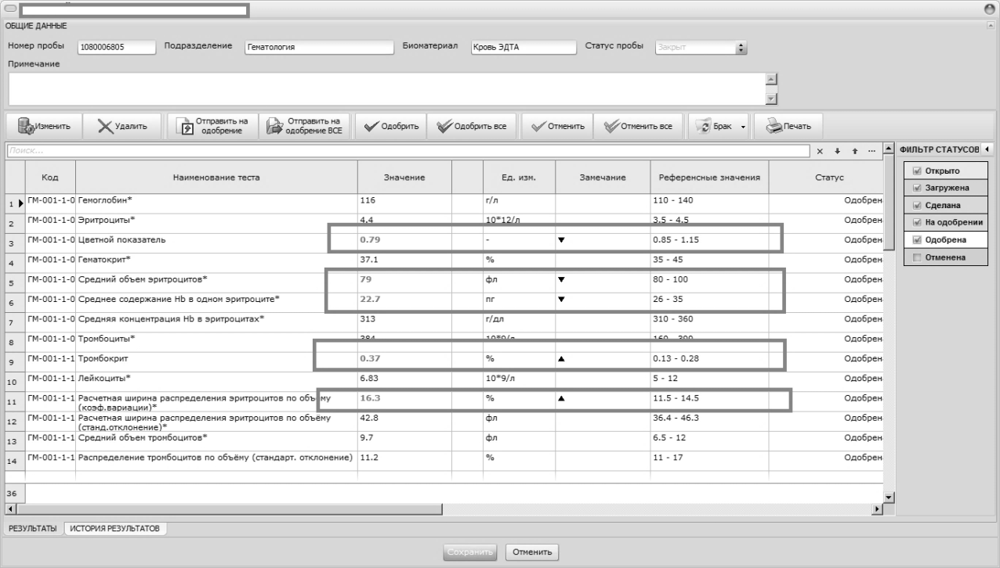 ОБЩИЕ ДАННЫЕ
Номер пробы 1080006805 Подразделение Гематология Биоматериал Кровь ЭДТА Статус пробы Закрыт
Примечание
Изменить Удалить Отправить на одобрение Отправить на одобрение ВСЕ Одобрить Одобрить все Отменить Отменить все Брак Печать
Поиск... ФИЛЬТР СТАТУСОВ
Код Наименование теста Значение Ед. изм. Замечание Референсные значения Статус
1 ГМ-001-1-0 Гемоглобин* 116 г/л 110 - 140 Одобрен
2 ГМ-001-1-0 Эритроциты* 4.4 10*12/л 3.5 - 4.5 Одобрен
3 ГМ-001-1-0 Цветной показатель 0.79 - ▼ 0.85 - 1.15 Одобрен
4 ГМ-001-1-0 Гематокрит* 37.1 % 35 - 45 Одобрен
5 ГМ-001-1-0 Средний объем эритроцитов* 79 фл ▼ 80 - 100 Одобрен
6 ГМ-001-1-0 Среднее содержание Hb в одном эритроците* 22.7 пг ▼ 26 - 35 Одобрен
7 ГМ-001-1-0 Средняя концентрация Hb в эритроцитах* 313 г/дл 310 - 360 Одобрен
8 ГМ-001-1-0 Тромбоциты* 10*9/л Одобрен
9 ГМ-001-1-1 Тромбокрит 0.37 % ▲ 0.13 - 0.28 Одобрен
10 ГМ-001-1-1 Лейкоциты* 6.83 10*9/л 5 - 12 Одобрен
11 ГМ-001-1-1 Расчетная ширина распределения эритроцитов по объёму 16.3 % ▲ 11.5 - 14.5 Одобрен
(коэф.вариации)*
12 ГМ-001-1-1 Расчетная ширина распределения эритроцитов по объёму 42.8 фл 36.4 - 46.3 Одобрен
(станд.отклонение)*
13 ГМ-001-1-1 Средний объем тромбоцитов* 9.7 фл 6.5 - 12 Одобрен
14 ГМ-001-1-1 Распределение тромбоцитов по объёму (стандарт. отклонение) 11.2 % 11 - 17 Одобрен
36
Открыто
Загружена
Сделана
На одобрении
Одобрена
Отменена
РЕЗУЛЬТАТЫ ИСТОРИЯ РЕЗУЛЬТАТОВ
Сохранить Отменить